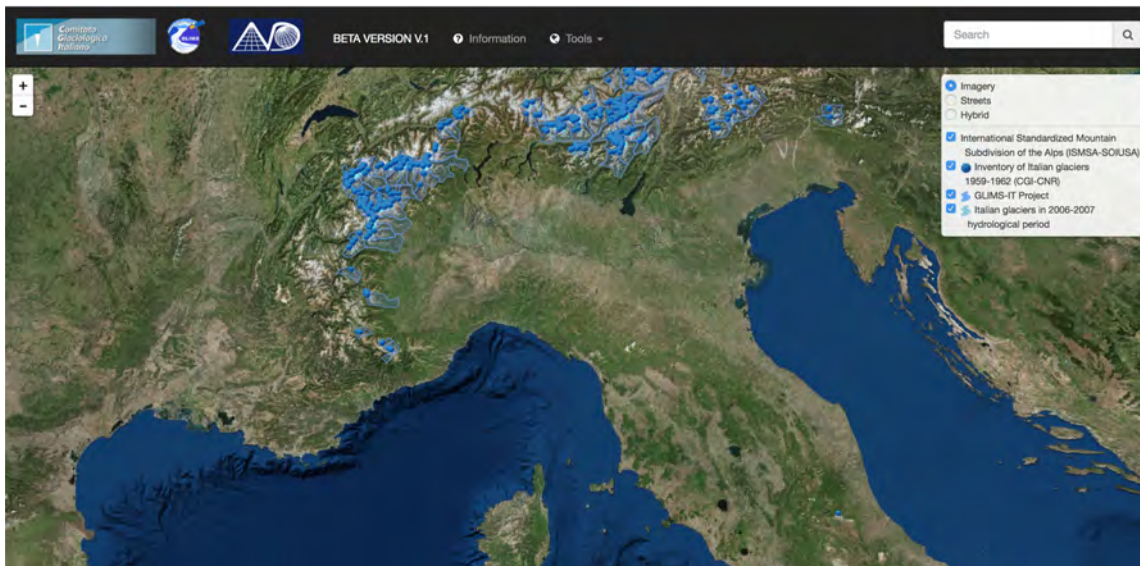 Comitato
Glaciologico
Italiano
GLIMS
BETA VERSION V.1
Information
Tools
Search
+
-
Imagery
Streets
Hybrid
International Standardized Mountain
Subdivision of the Alps (ISMSA-SOIUSA)
Inventory of Italian glaciers
1959-1962 (CGI-CNR)
GLIMS-IT Project
Italian glaciers in 2006-2007
hydrological period